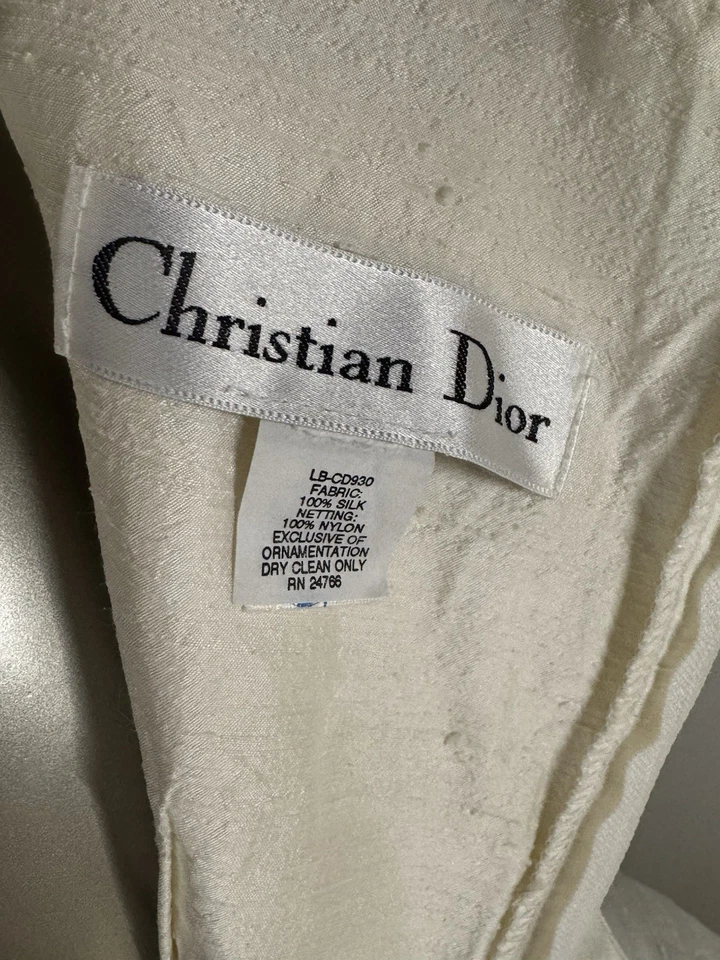 Christian Dior
LB-CD930
FABRIC:
100% SILK
NETTING:
100% NYLON
EXCLUSIVE OF
ORNAMENTATION
DRY CLEAN ONLY
RN 24766